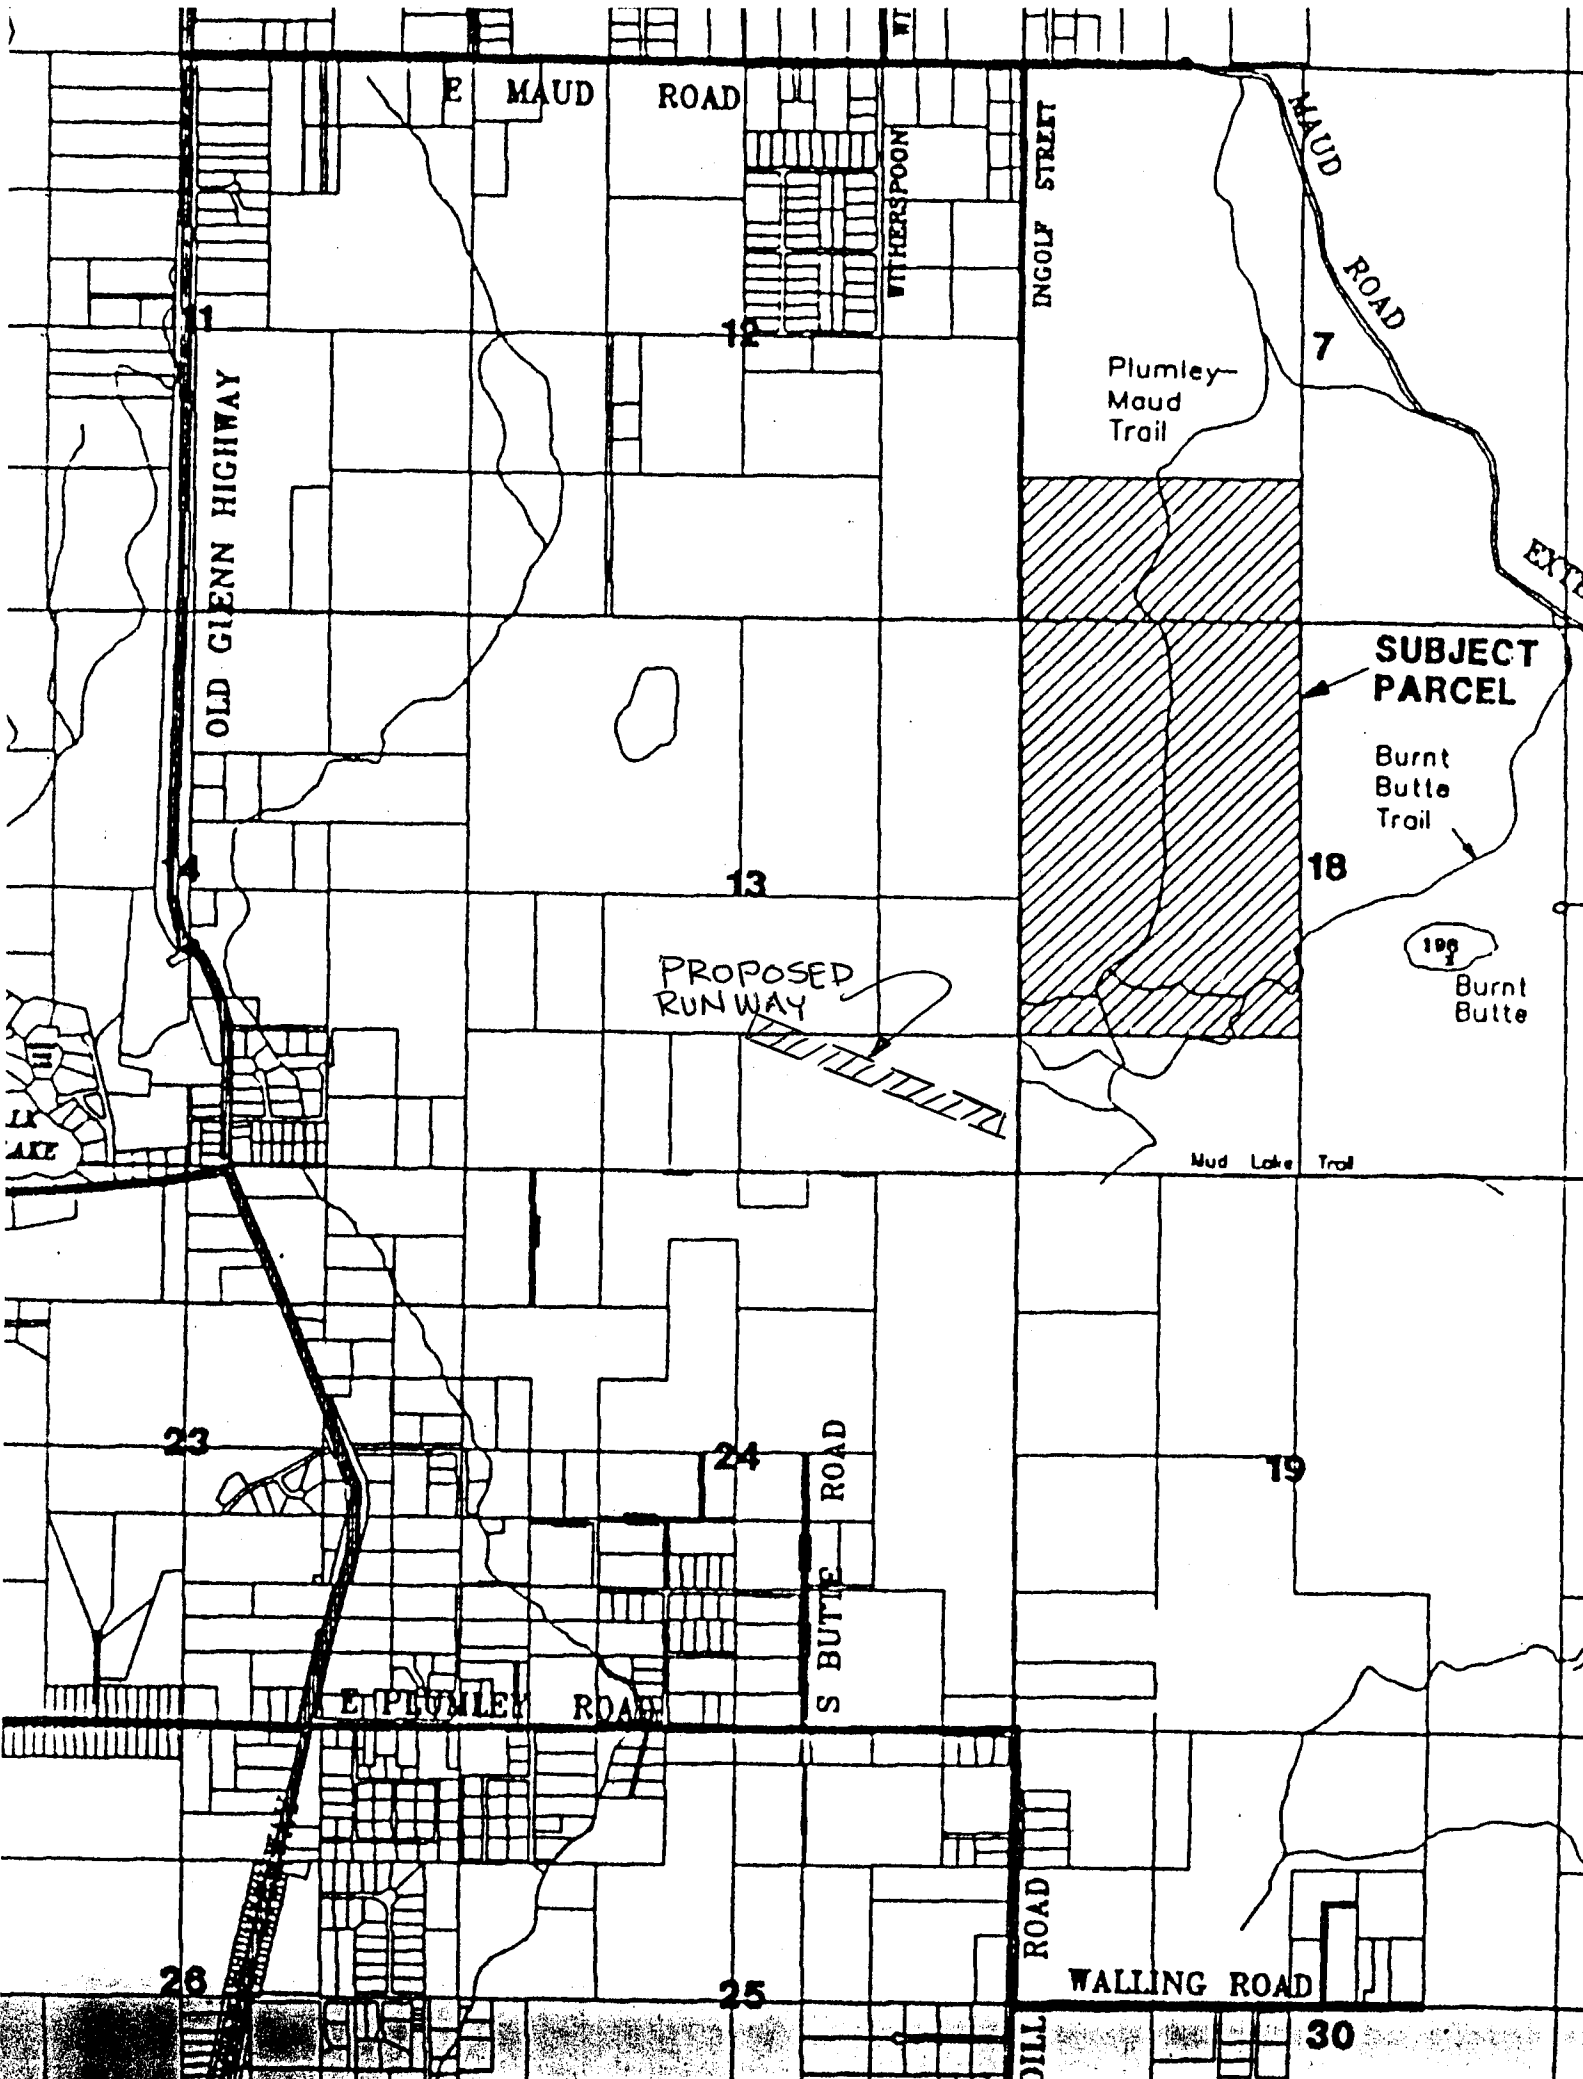 E MAUD ROAD
MAUD
ROAD
WITHERSPOON
INGOLF STREET
11
12
7
Plumley-
Maud
Trail
OLD GLENN HIGHWAY
SUBJECT
PARCEL
Burnt
Butte
Trail
14
13
18
PROPOSED
RUNWAY
196
Burnt
Butte
Mud Lake Trail
23
24
19
S BUTTE ROAD
E PLUMLEY ROAD
ROAD
WALLING ROAD
26
25
30